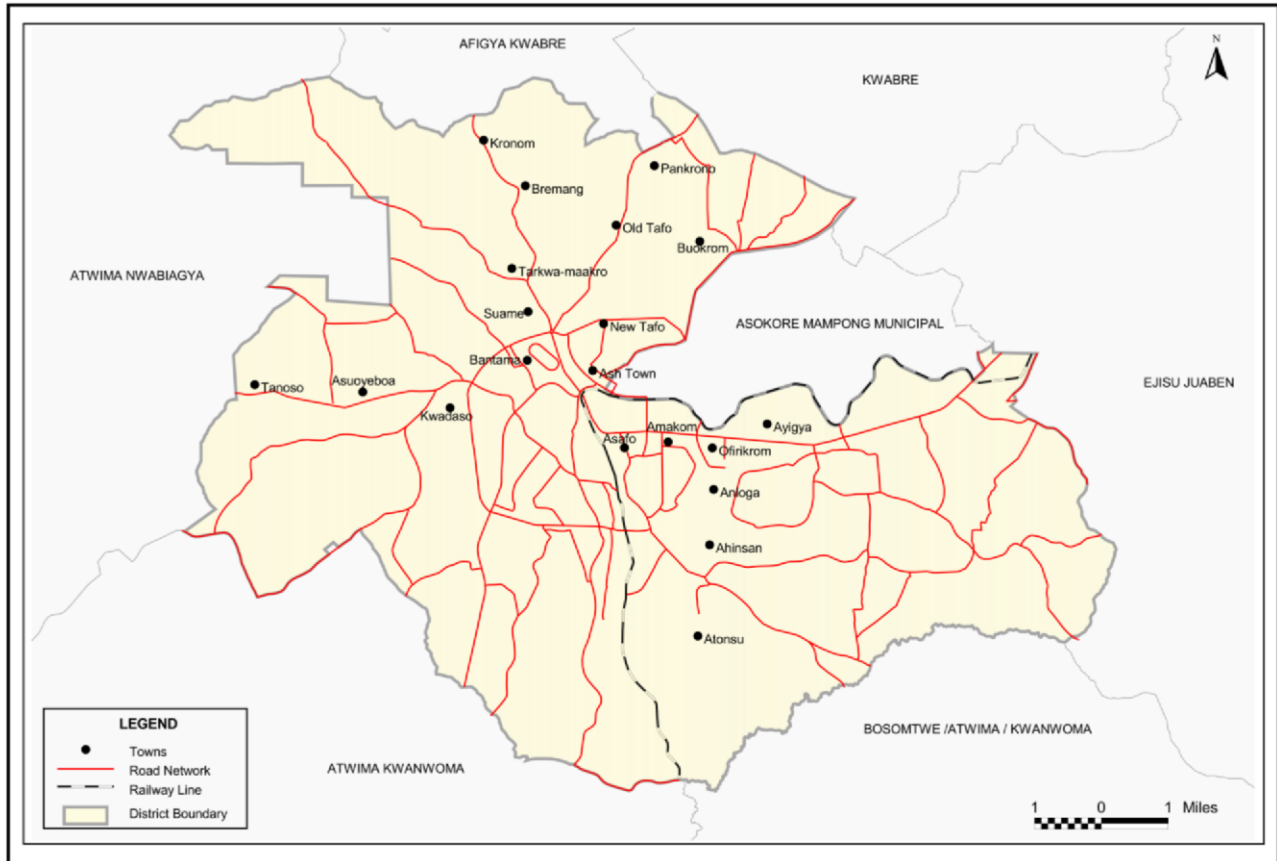 AFIGYA KWABRE
N
KWABRE
Kronom
Pankrono
Bremang
Old Tafo
Buokrom
Tarkwa-maakro
ATWIMA NWABIAGYA
Suame
New Tafo
ASOKORE MAMPONG MUNICIPAL
Bantama
Ash Town
Tanoso
Asuoyeboa
EJISU JUABEN
Kwadaso
Ayigya
Asafo
Amakom
Ofirikrom
Anloga
Ahinsan
Atonsu
LEGEND
Towns
Road Network
Railway Line
District Boundary
ATWIMA KWANWOMA
BOSOMTWE /ATWIMA / KWANWOMA
1 0 1 Miles